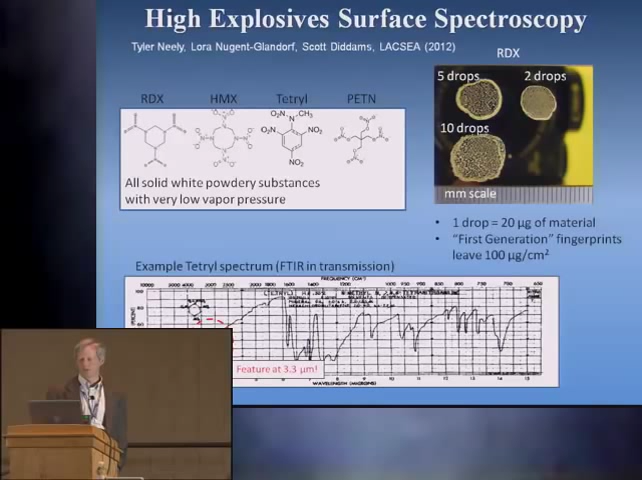 High Explosives Surface Spectroscopy
Tyler Neely, Lora Nugent-Glandorf, Scott Diddams, LACSEA (2012)
RDX
5 drops 2 drops
10 drops
mm scale
RDX HMX Tetryl PETN
All solid white powdery substances
with very low vapor pressure
• 1 drop = 20 μg of material
• “First Generation” fingerprints
leave 100 μg/cm²
Example Tetryl spectrum (FTIR in transmission)
FREQUENCY (CM⁻¹)
Feature at 3.3 μm!
WAVELENGTH (MICRONS)